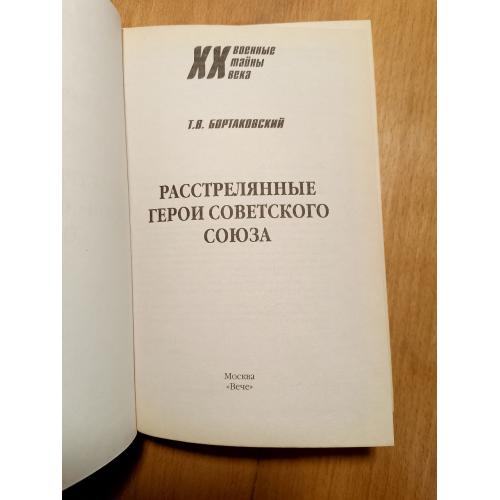 XX военные
тайны
века
Т.В. БОРТАКОВСКИЙ
РАССТРЕЛЯННЫЕ
ГЕРОИ СОВЕТСКОГО
СОЮЗА
Москва
«Вече»